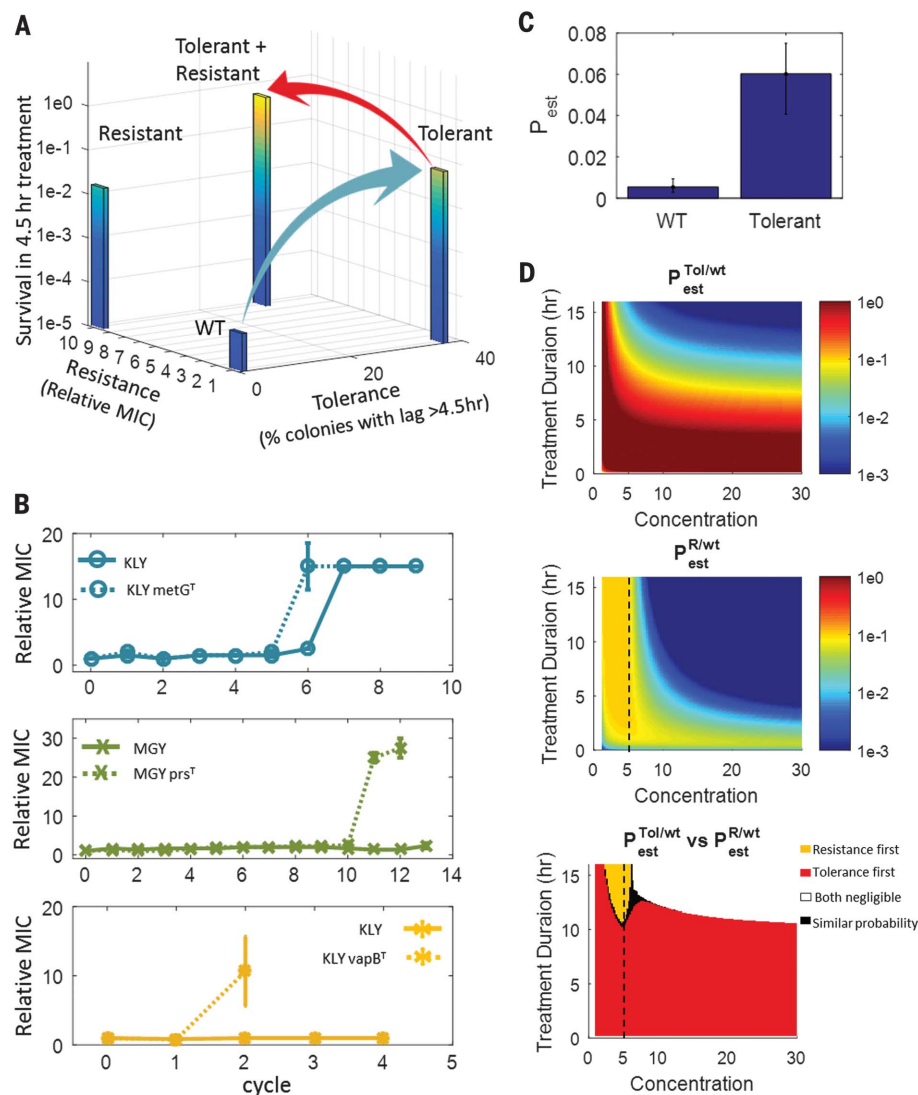 A
Tolerant +
Resistant
Resistant
Tolerant
WT
Survival in 4.5 hr treatment
1e0
1e-1
1e-2
1e-3
1e-4
1e-5
10 9 8 7 6 5 4 3 2 1
Resistance
(Relative MIC)
0 20 40
Tolerance
(% colonies with lag >4.5hr)
B
Relative MIC
20
10
0
KLY
KLY metGᵀ
0 2 4 6 8 10
Relative MIC
30
20
10
0
MGY
MGY prsᵀ
0 2 4 6 8 10 12 14
Relative MIC
20
10
0
KLY
KLY vapBᵀ
0 1 2 3 4 5
cycle
C
P est
0.08
0.06
0.04
0.02
0
WT Tolerant
D
P est Tol/wt
Treatment Duraion (hr)
15
10
5
0
0 5 10 20 30
Concentration
1e0
1e-1
1e-2
1e-3
P est R/wt
Treatment Duraion (hr)
15
10
5
0
0 5 10 20 30
Concentration
1e0
1e-1
1e-2
1e-3
P est Tol/wt vs P est R/wt
Treatment Duraion (hr)
15
10
5
0
0 5 10 20 30
Concentration
Resistance first
Tolerance first
Both negligible
Similar probability